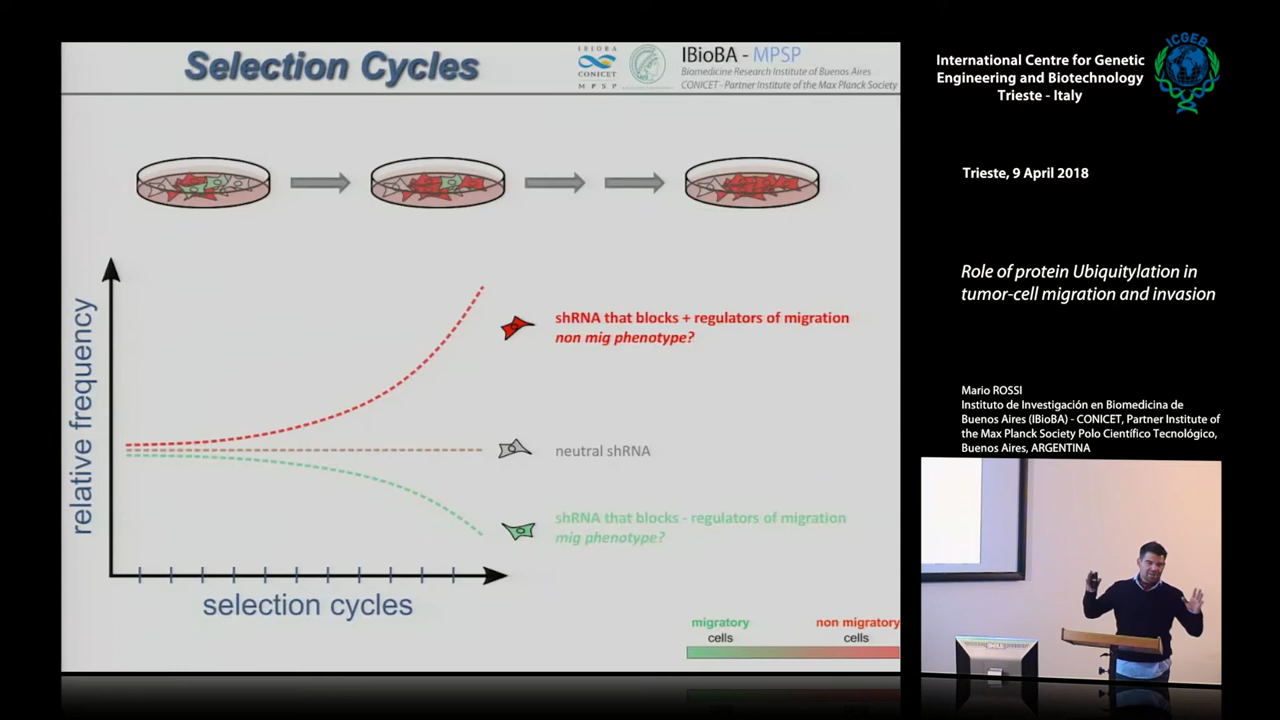 Selection Cycles
IBIOBA
CONICET
MPSP
IBioBA - MPSP
Biomedicine Research Institute of Buenos Aires
CONICET - Partner Institute of the Max Planck Society
relative frequency
shRNA that blocks + regulators of migration
non mig phenotype?
neutral shRNA
shRNA that blocks - regulators of migration
mig phenotype?
selection cycles
migratory
cells
non migratory
cells
International Centre for Genetic
Engineering and Biotechnology
Trieste - Italy
ICGEB
Trieste, 9 April 2018
Role of protein Ubiquitylation in
tumor-cell migration and invasion
Mario ROSSI
Instituto de Investigación en Biomedicina de
Buenos Aires (IBioBA) - CONICET, Partner Institute of
the Max Planck Society Polo Científico Tecnológico,
Buenos Aires, ARGENTINA